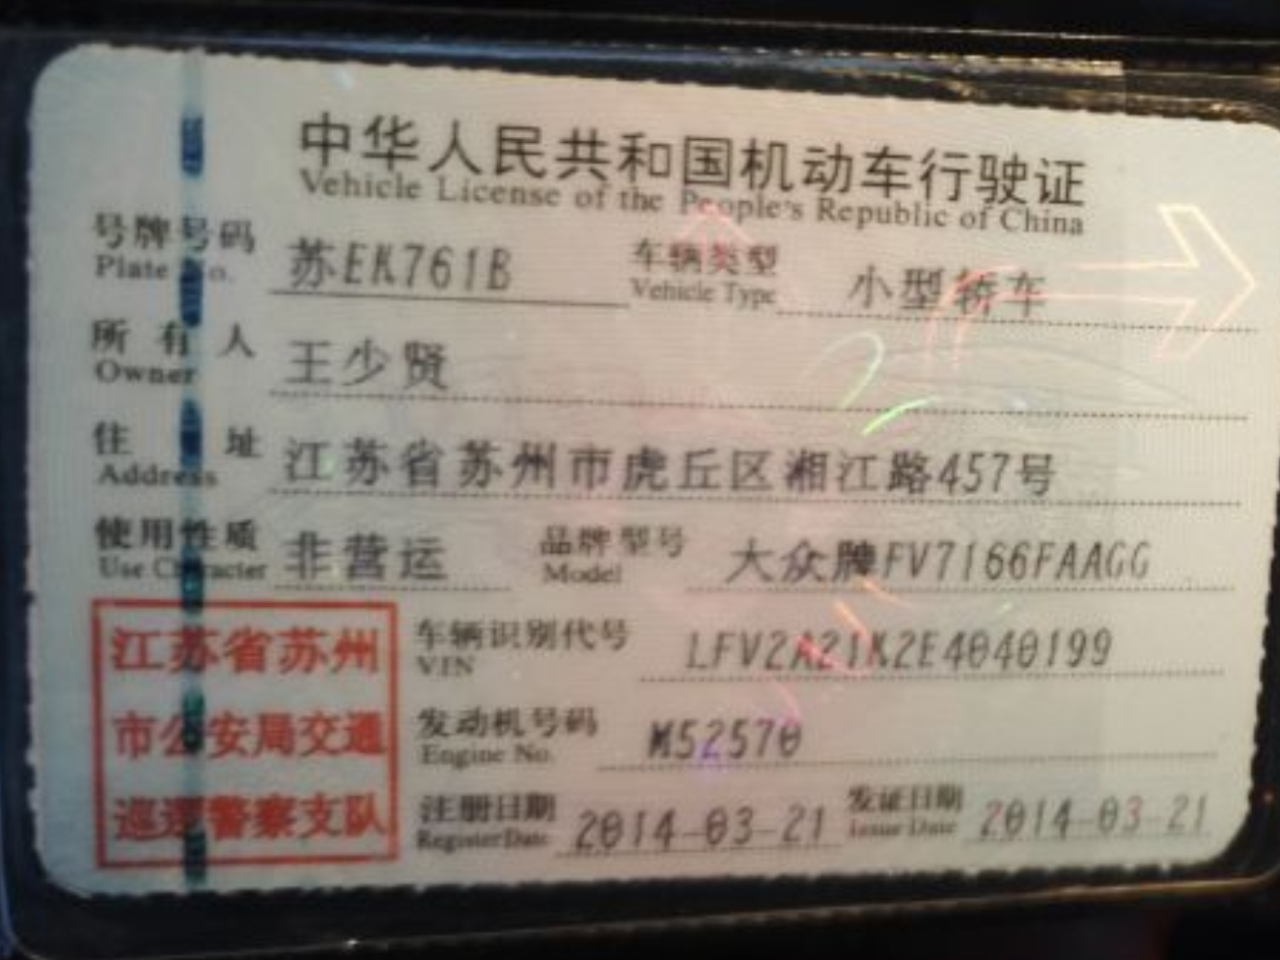 中华人民共和国机动车行驶证
Vehicle License of the People's Republic of China
号牌号码 苏EK761B 车辆类型 小型轿车
Plate No. Vehicle Type
所有人 王少贤
Owner
住址 江苏省苏州市虎丘区湘江路457号
Address
使用性质 非营运 品牌型号 大众牌FV7166FAAGG
Use Character Model
江苏省苏州
市公安局交通
巡逻警察支队
车辆识别代号 LFV2A21K2E4040199
VIN
发动机号码 M52570
Engine No.
注册日期 2014-03-21 发证日期 2014-03-21
Register Date Issue Date